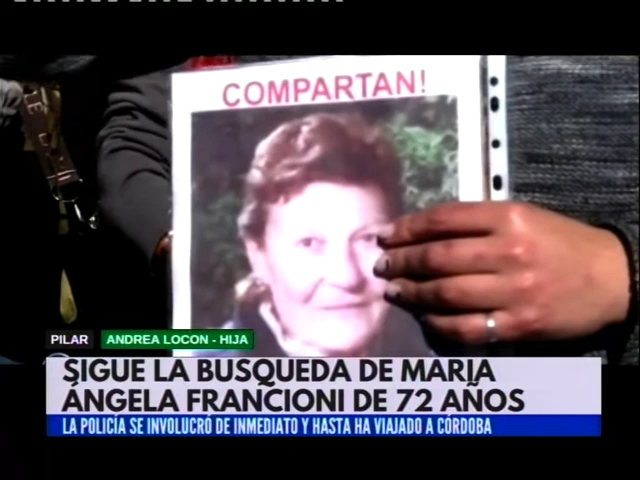 COMPARTAN!
PILAR
ANDREA LOCON - HIJA
SIGUE LA BUSQUEDA DE MARIA
ÁNGELA FRANCIONI DE 72 AÑOS
LA POLICÍA SE INVOLUCRÓ DE INMEDIATO Y HASTA HA VIAJADO A CÓRDOBA